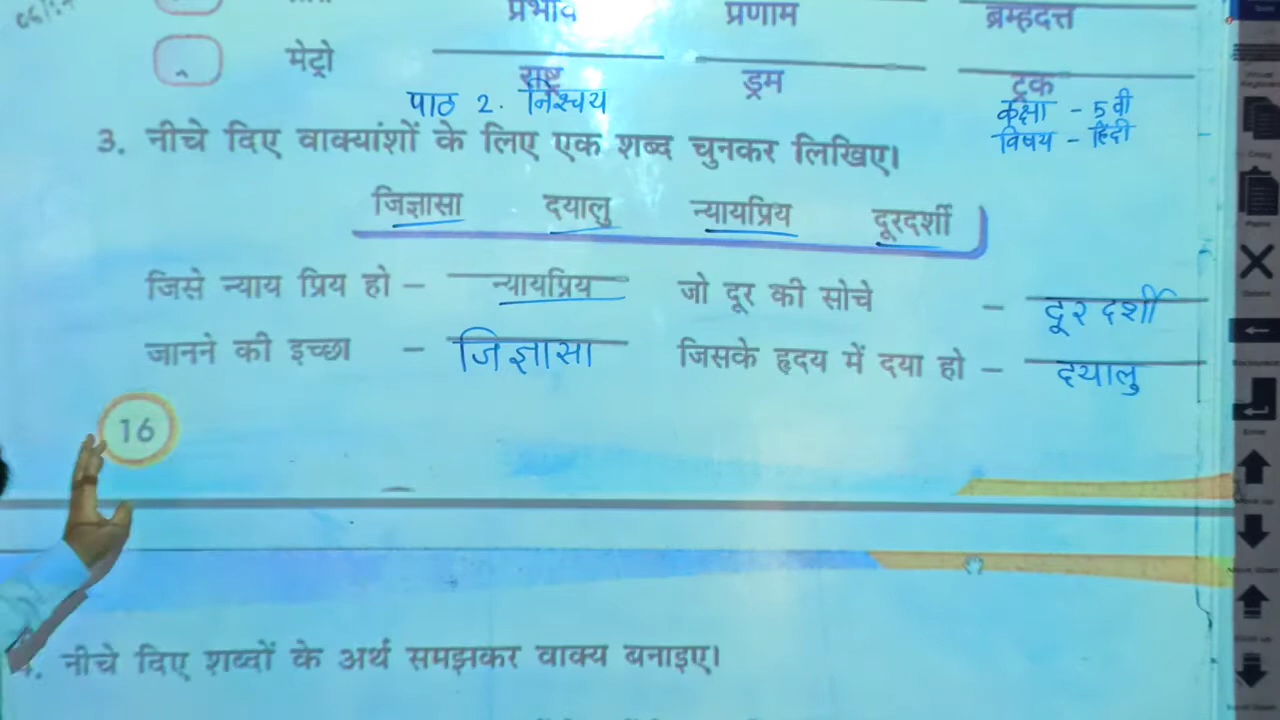 प्रभाव प्रणाम ब्रम्हदत्त
मेट्रो
राष्ट्र ड्रम ट्रक
पाठ 2. निश्चय
कक्षा - 5 वी
विषय - हिंदी
3. नीचे दिए वाक्यांशों के लिए एक शब्द चुनकर लिखिए।
जिज्ञासा दयालु न्यायप्रिय दूरदर्शी
जिसे न्याय प्रिय हो - न्यायप्रिय जो दूर की सोचे - दूरदर्शी
जानने की इच्छा - जिज्ञासा जिसके हृदय में दया हो - दयालु
16
4. नीचे दिए शब्दों के अर्थ समझकर वाक्य बनाइए।